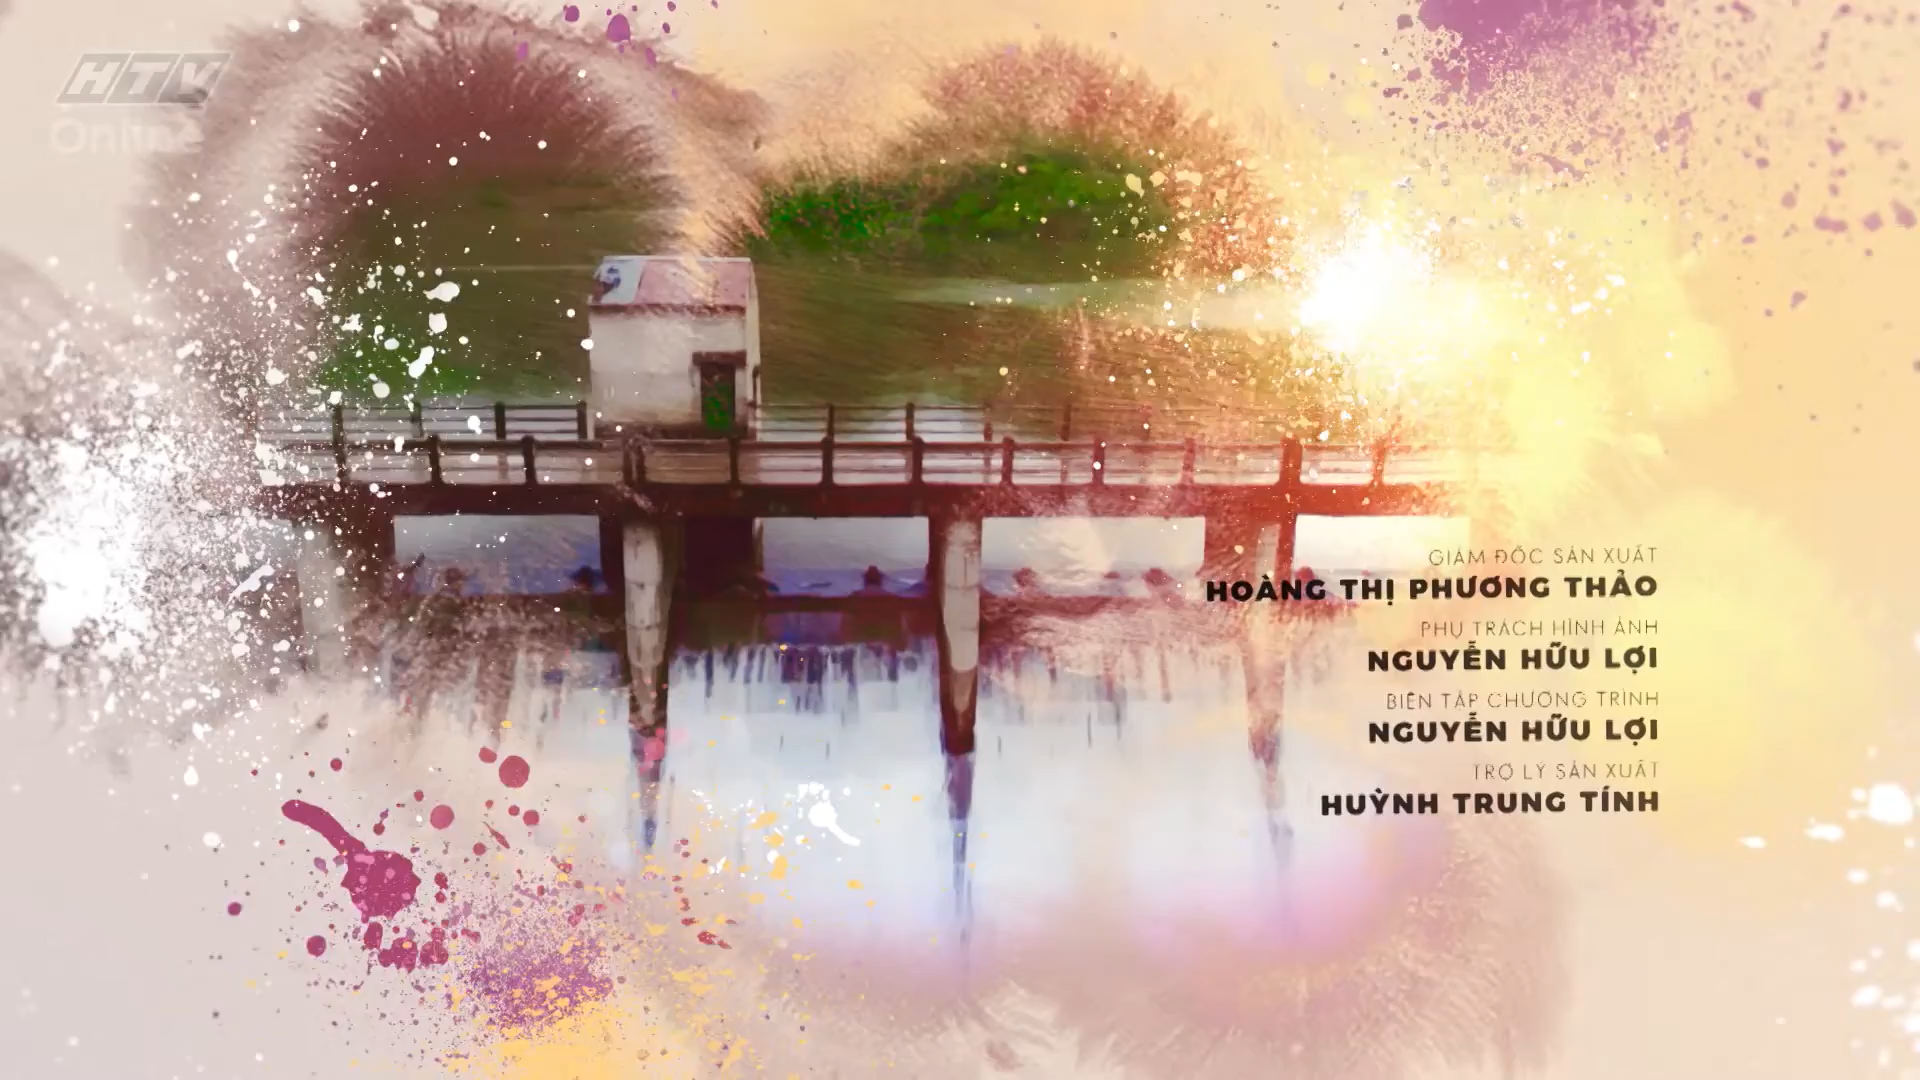 HTV
Online
GIÁM ĐỐC SẢN XUẤT
HOÀNG THỊ PHƯƠNG THẢO
PHỤ TRÁCH HÌNH ẢNH
NGUYỄN HỮU LỢI
BIÊN TẬP CHƯƠNG TRÌNH
NGUYỄN HỮU LỢI
TRỢ LÝ SẢN XUẤT
HUỲNH TRUNG TÍNH